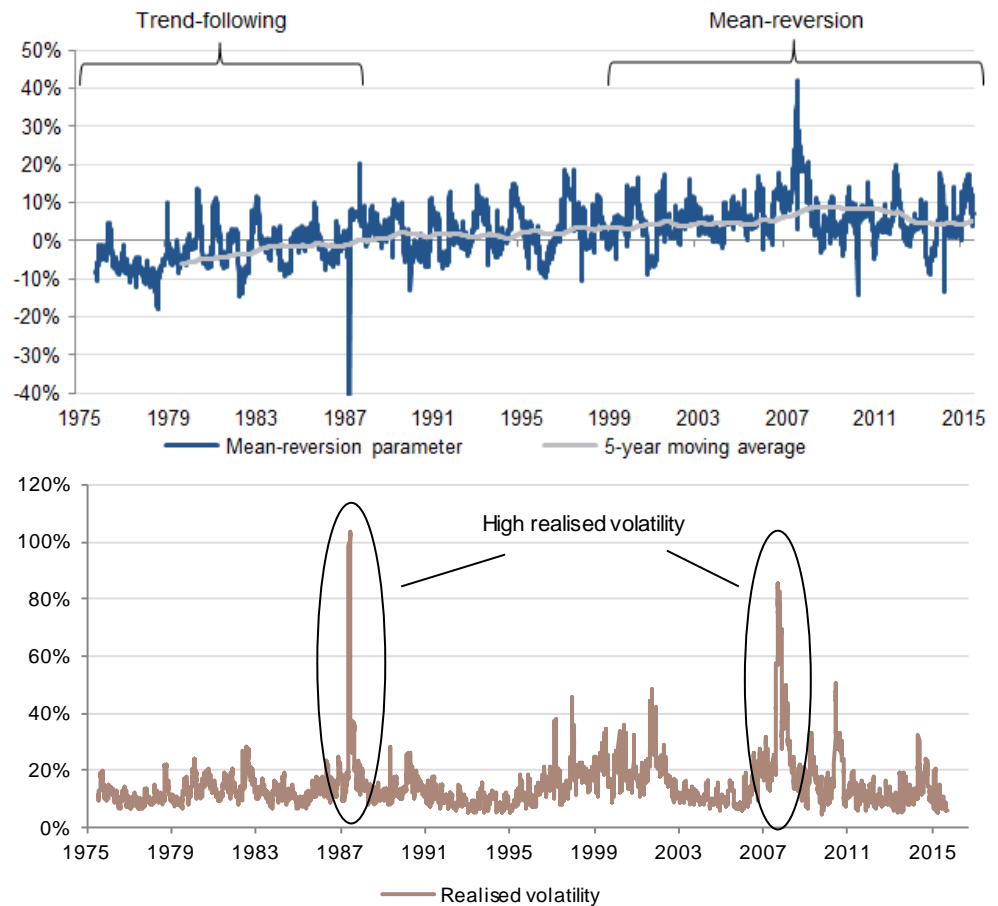 Trend-following Mean-reversion
50%
40%
30%
20%
10%
0%
-10%
-20%
-30%
-40%
1975 1979 1983 1987 1991 1995 1999 2003 2007 2011 2015
Mean-reversion parameter 5-year moving average
120%
High realised volatility
100%
80%
60%
40%
20%
0%
1975 1979 1983 1987 1991 1995 1999 2003 2007 2011 2015
Realised volatility